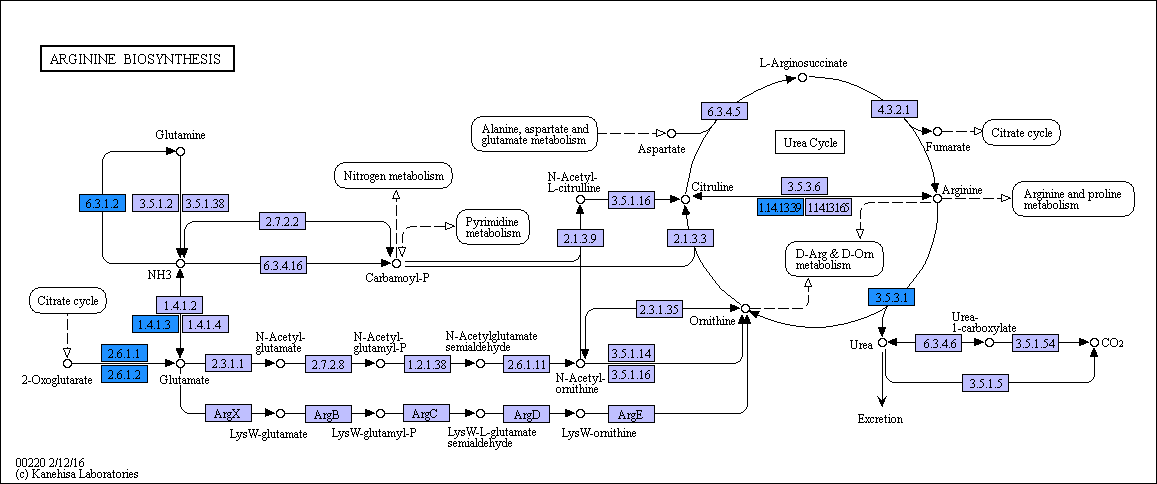 ARGININE BIOSYNTHESIS
L-Arginosuccinate
6.3.4.5
4.3.2.1
Alanine, aspartate and
glutamate metabolism
Aspartate
Urea Cycle
Fumarate
Citrate cycle
Glutamine
Nitrogen metabolism
N-Acetyl-
L-citrulline
3.5.1.16
Citruline
3.5.3.6
1.14.13.39
1.14.13.165
Arginine
Arginine and proline
metabolism
6.3.1.2
3.5.1.2
3.5.1.38
2.7.2.2
Pyrimidine
metabolism
2.1.3.9
2.1.3.3
D-Arg & D-Orn
metabolism
6.3.4.16
NH3
Carbamoyl-P
Citrate cycle
1.4.1.2
1.4.1.3
1.4.1.4
2.3.1.35
Ornithine
3.5.3.1
N-Acetyl-
glutamate
N-Acetyl-
glutamyl-P
N-Acetylglutamate
semialdehyde
Urea-
1-carboxylate
Urea
6.3.4.6
3.5.1.54
CO2
2.6.1.1
2.6.1.2
2-Oxoglutarate
Glutamate
2.3.1.1
2.7.2.8
1.2.1.38
2.6.1.11
N-Acetyl-
ornithine
3.5.1.14
3.5.1.16
3.5.1.5
Excretion
ArgX
LysW-glutamate
ArgB
LysW-glutamyl-P
ArgC
LysW-L-glutamate
semialdehyde
ArgD
LysW-ornithine
ArgE
00220 2/12/16
(c) Kanehisa Laboratories